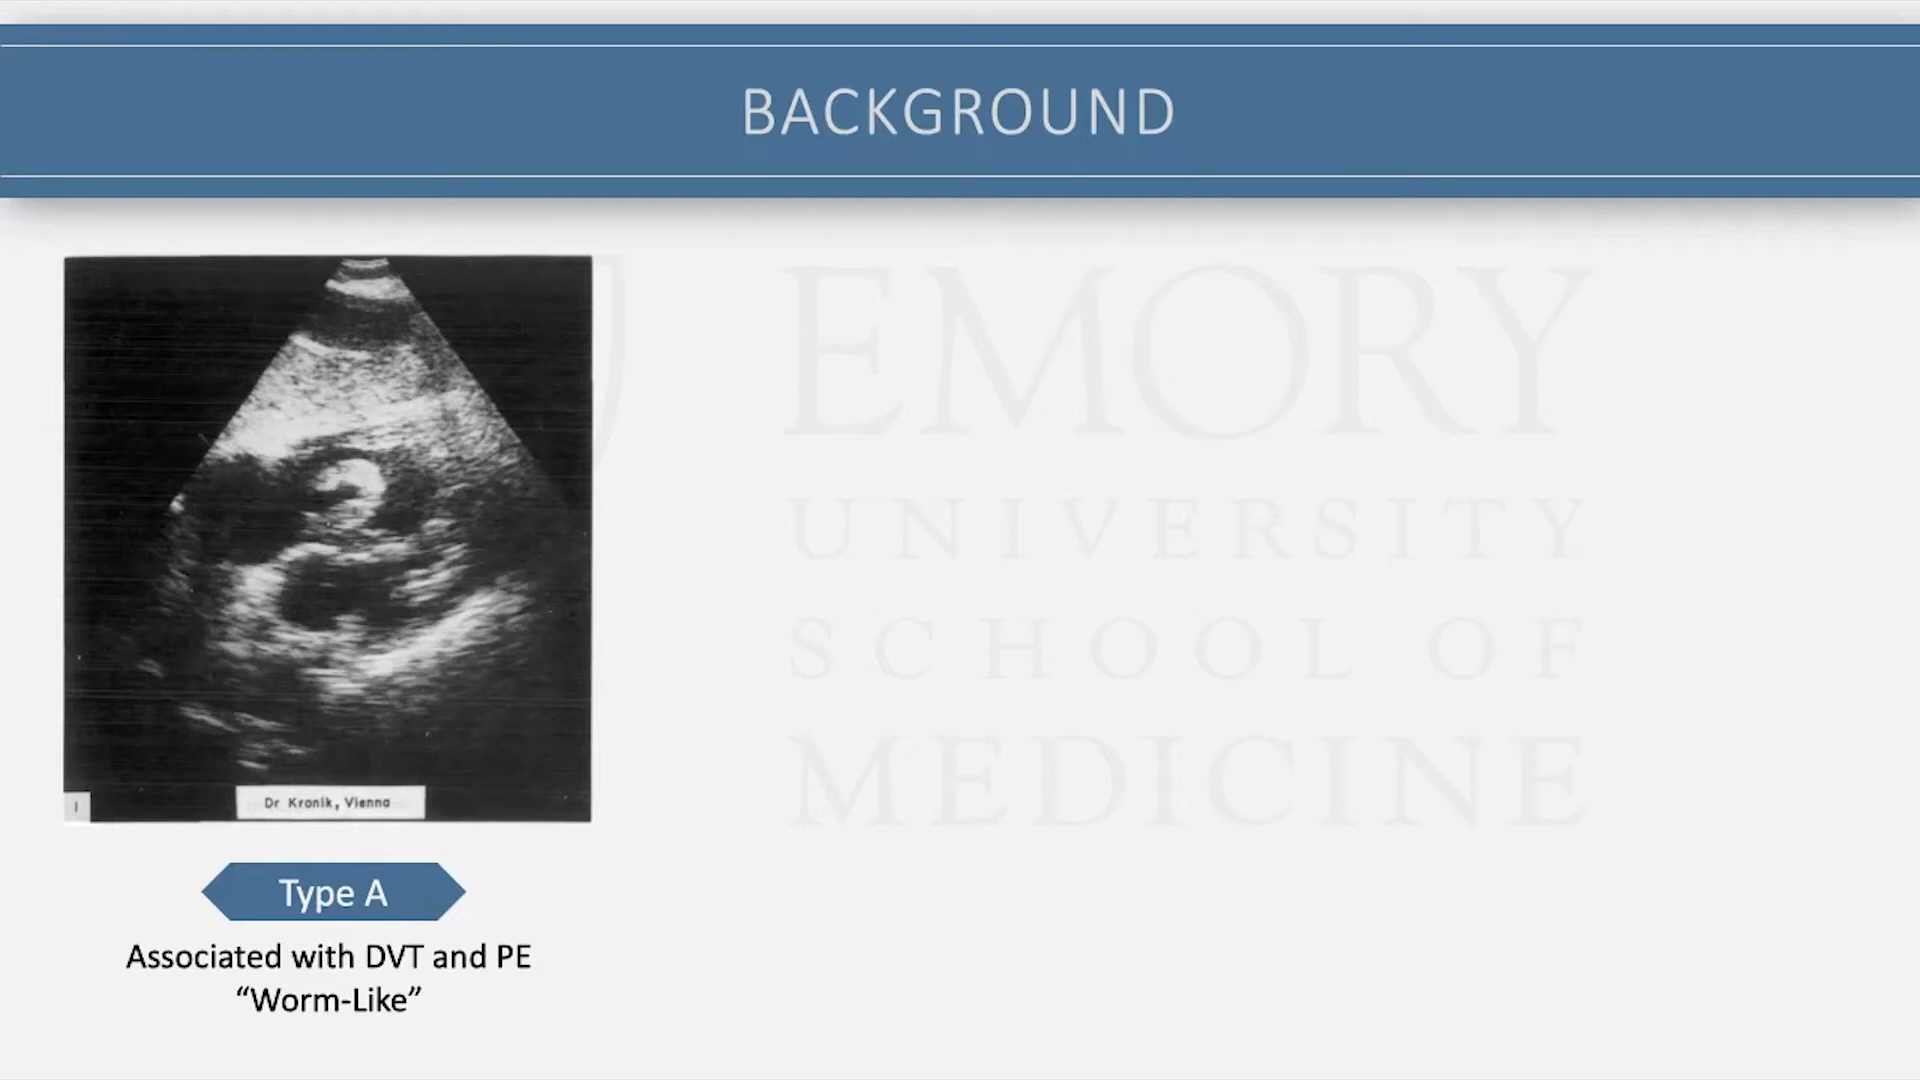 BACKGROUND
EMORY
UNIVERSITY
SCHOOL OF
MEDICINE
I
Dr Kronik, Vienna
Type A
Associated with DVT and PE
“Worm-Like”